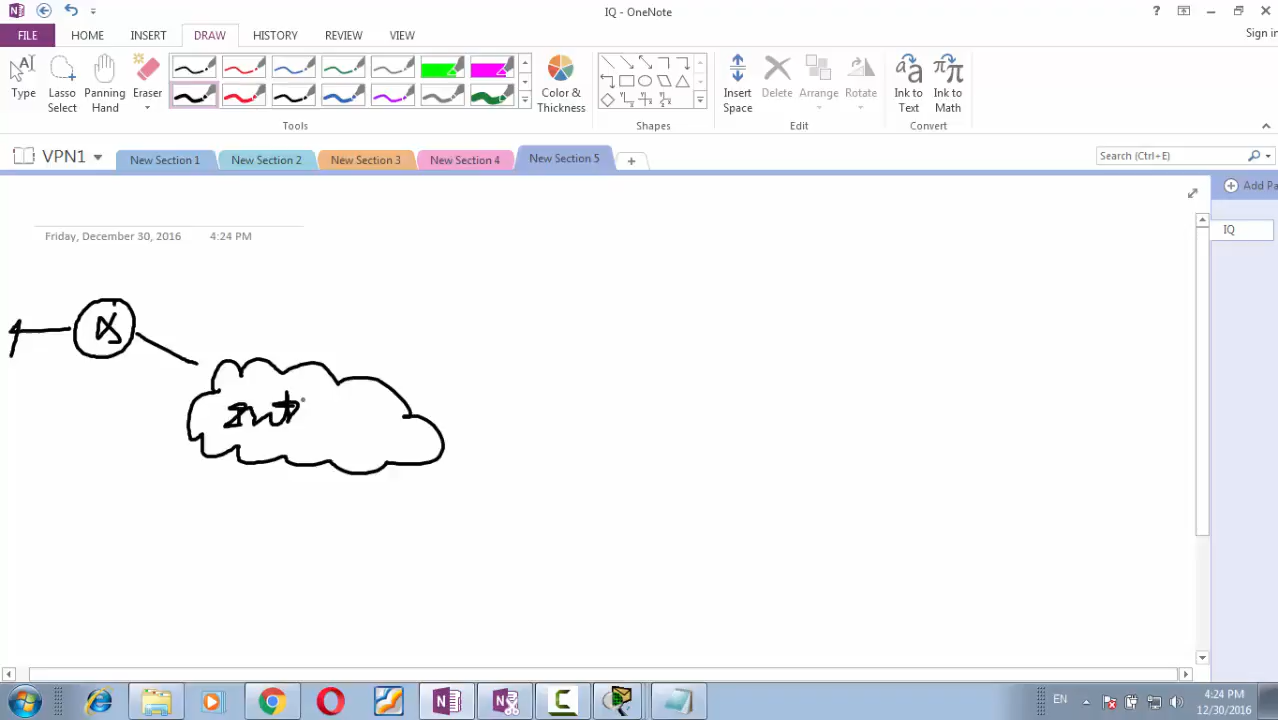 IQ - OneNote
? 
Sign in
FILE HOME INSERT DRAW HISTORY REVIEW VIEW
Type Lasso Select Panning Hand Eraser Color & Thickness Insert Space Delete Arrange Rotate Ink to Text Ink to Math
Tools Shapes Edit Convert
VPN1 New Section 1 New Section 2 New Section 3 New Section 4 New Section 5 + Search (Ctrl+E)
Add Pa
IQ
Friday, December 30, 2016 4:24 PM
Int
EN 4:24 PM
12/30/2016